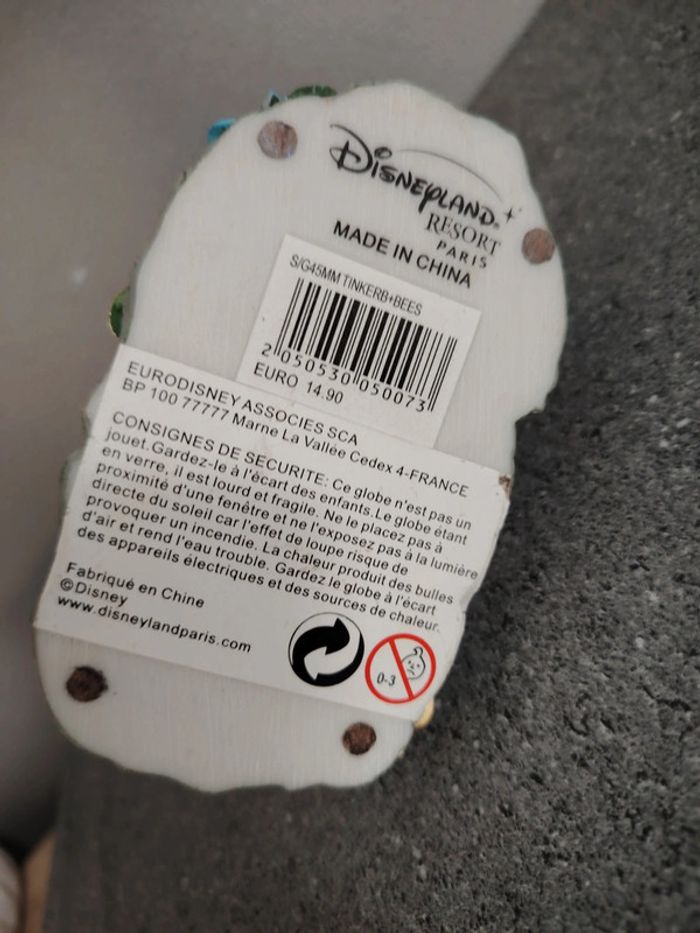 DISNEYLAND
RESORT
PARIS
MADE IN CHINA
S/G45MM TINKERB+BEES
2 050530 050073
EURO 14.90
EURODISNEY ASSOCIES SCA
BP 100 77777 Marne La Vallée Cedex 4-FRANCE
CONSIGNES DE SECURITE: Ce globe n'est pas un
jouet.Gardez-le à l'écart des enfants.Le globe étant
en verre, il est lourd et fragile. Ne le placez pas à
proximité d'une fenêtre et ne l'exposez pas à la lumière
directe du soleil car l'effet de loupe risque de
provoquer un incendie. La chaleur produit des bulles
d'air et rend l'eau trouble. Gardez le globe à l'écart
des appareils électriques et des sources de chaleur.
Fabriqué en Chine
©Disney
www.disneylandparis.com
0-3